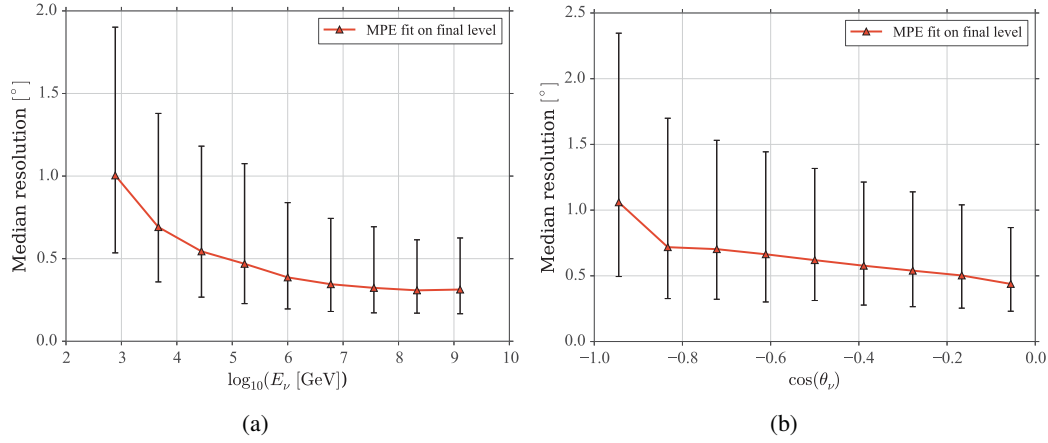 2.0
1.5
1.0
0.5
0.0
Median resolution [°]
MPE fit on final level
2 3 4 5 6 7 8 9 10
log₁₀(E_ν [GeV])
(a)
2.5
2.0
1.5
1.0
0.5
0.0
Median resolution [°]
MPE fit on final level
−1.0 −0.8 −0.6 −0.4 −0.2 0.0
cos(θ_ν)
(b)